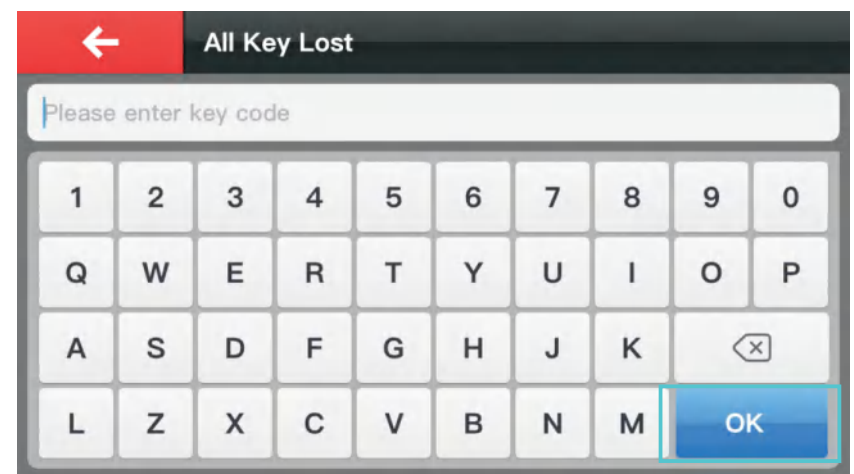 All Key Lost
Please enter key code
1 2 3 4 5 6 7 8 9 0
Q W E R T Y U I O P
A S D F G H J K
L Z X C V B N M OK